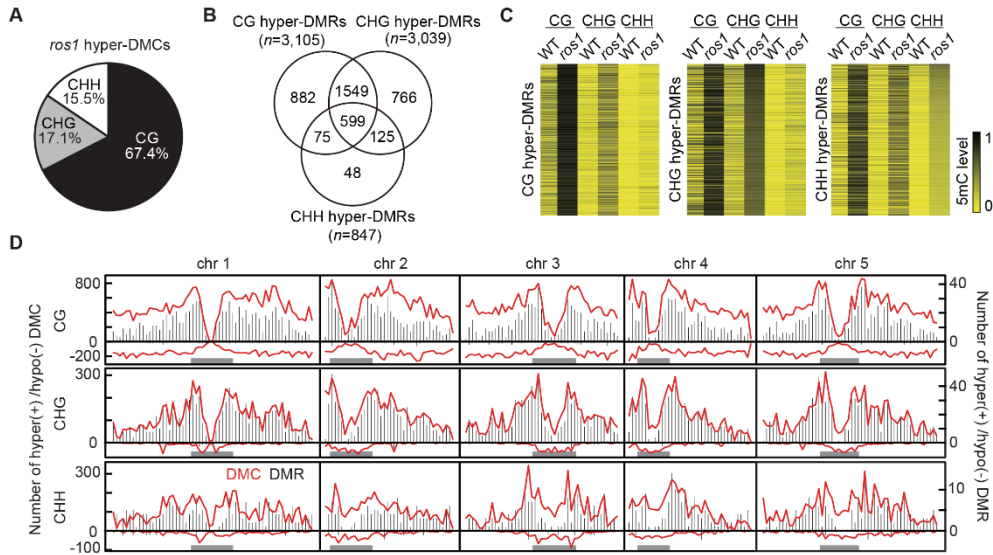 A
ros1 hyper-DMCs
CHH
15.5%
CHG
17.1%
CG
67.4%
B
CG hyper-DMRs
(n=3,105)
CHG hyper-DMRs
(n=3,039)
882
1549
766
599
75
125
48
CHH hyper-DMRs
(n=847)
C
CG CHG CHH
WT ros1 WT ros1 WT ros1
CG hyper-DMRs
CG CHG CHH
WT ros1 WT ros1 WT ros1
CHG hyper-DMRs
CG CHG CHH
WT ros1 WT ros1 WT ros1
CHH hyper-DMRs
5mC level
1
0
D
chr 1 chr 2 chr 3 chr 4 chr 5
Number of hyper(+) /hypo(-) DMC
CG
800
0
-200
40
20
0
CHG
300
0
40
20
0
CHH
300
0
-100
10
5
0
DMC DMR
Number of hyper(+) /hypo(-) DMR